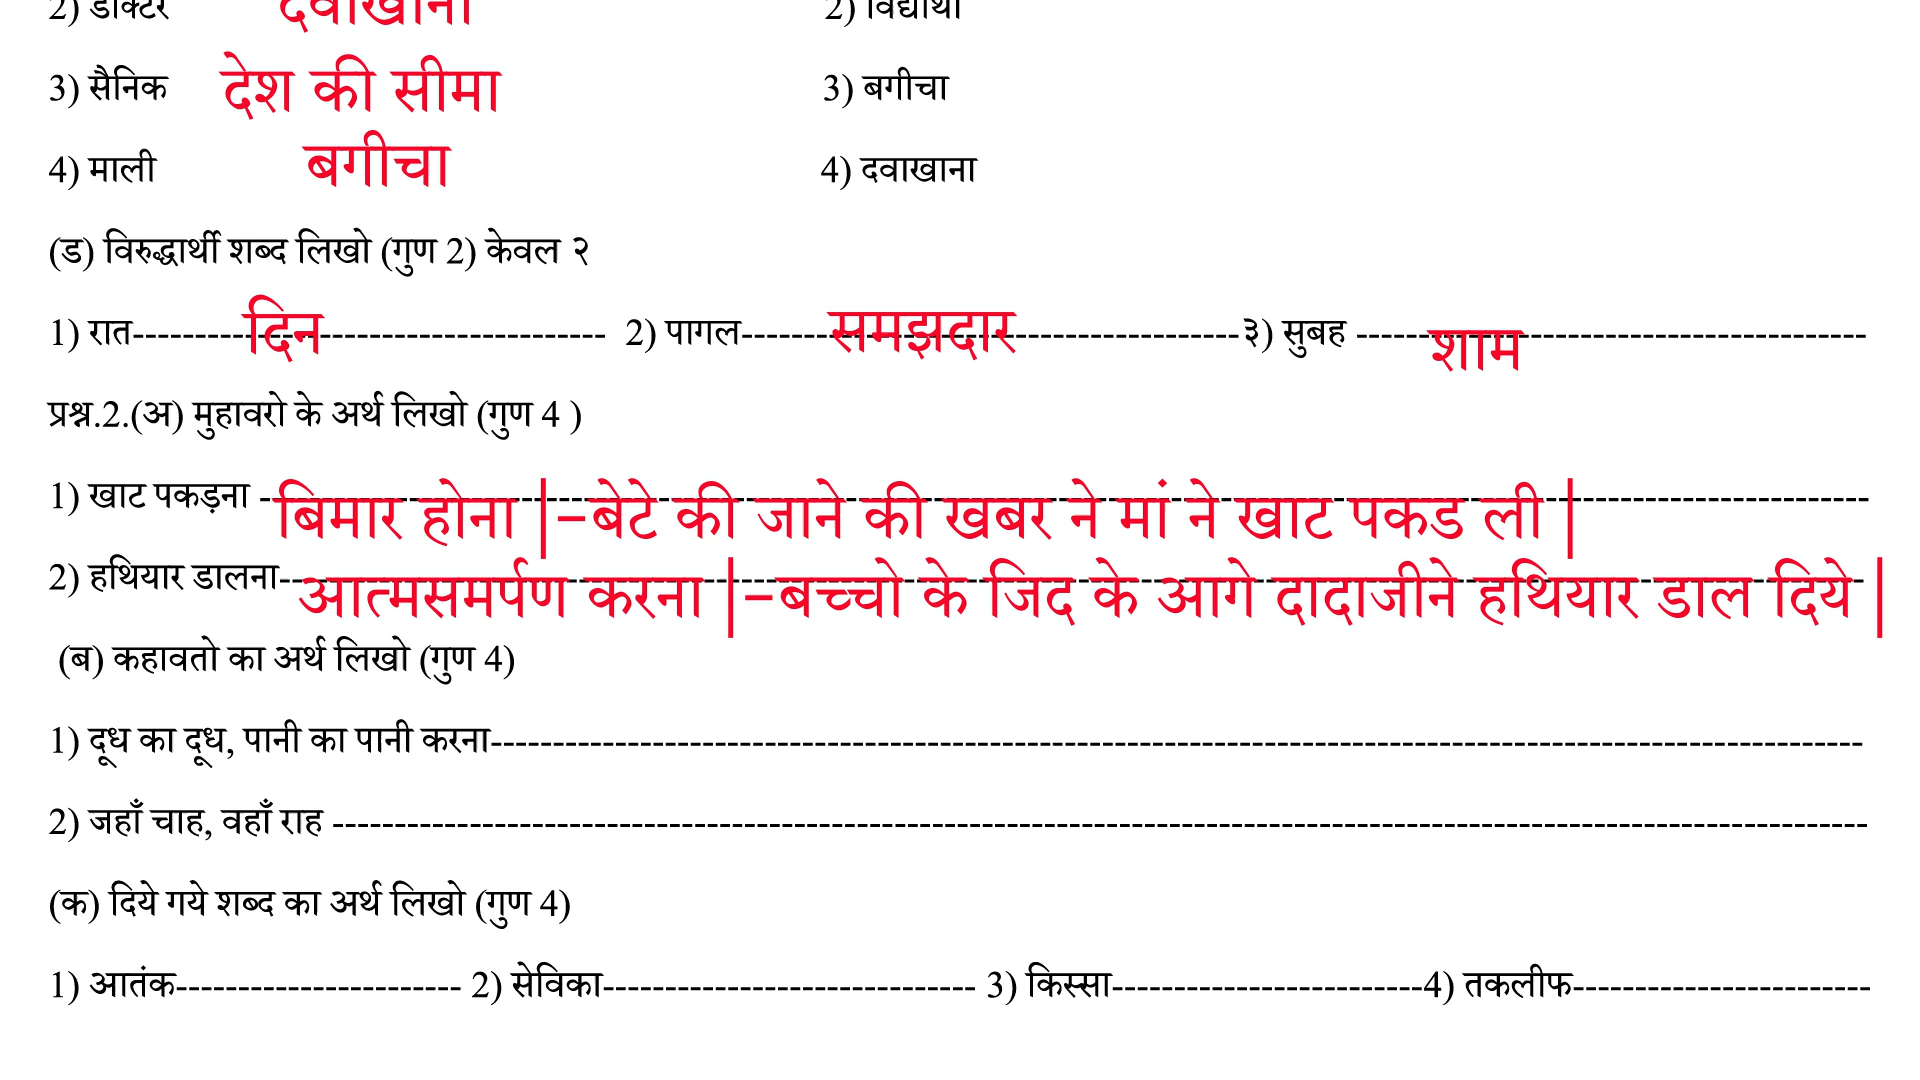 2) डॉक्टर दवाखाना 2) विद्यार्थी
3) सैनिक देश की सीमा 3) बगीचा
4) माली बगीचा 4) दवाखाना
(ड) विरुद्धार्थी शब्द लिखो (गुण 2) केवल २
1) रात-------दिन------- 2) पागल-------समझदार-------३) सुबह -------शाम-------
प्रश्न.2.(अ) मुहावरो के अर्थ लिखो (गुण 4 )
1) खाट पकड़ना -बिमार होना |-बेटे की जाने की खबर ने मां ने खाट पकड ली |
2) हथियार डालना--आत्मसमर्पण करना |-बच्चो के जिद के आगे दादाजीने हथियार डाल दिये |
(ब) कहावतो का अर्थ लिखो (गुण 4)
1) दूध का दूध, पानी का पानी करना--------------
2) जहाँ चाह, वहाँ राह --------------
(क) दिये गये शब्द का अर्थ लिखो (गुण 4)
1) आतंक----------- 2) सेविका----------- 3) किस्सा-----------4) तकलीफ-----------